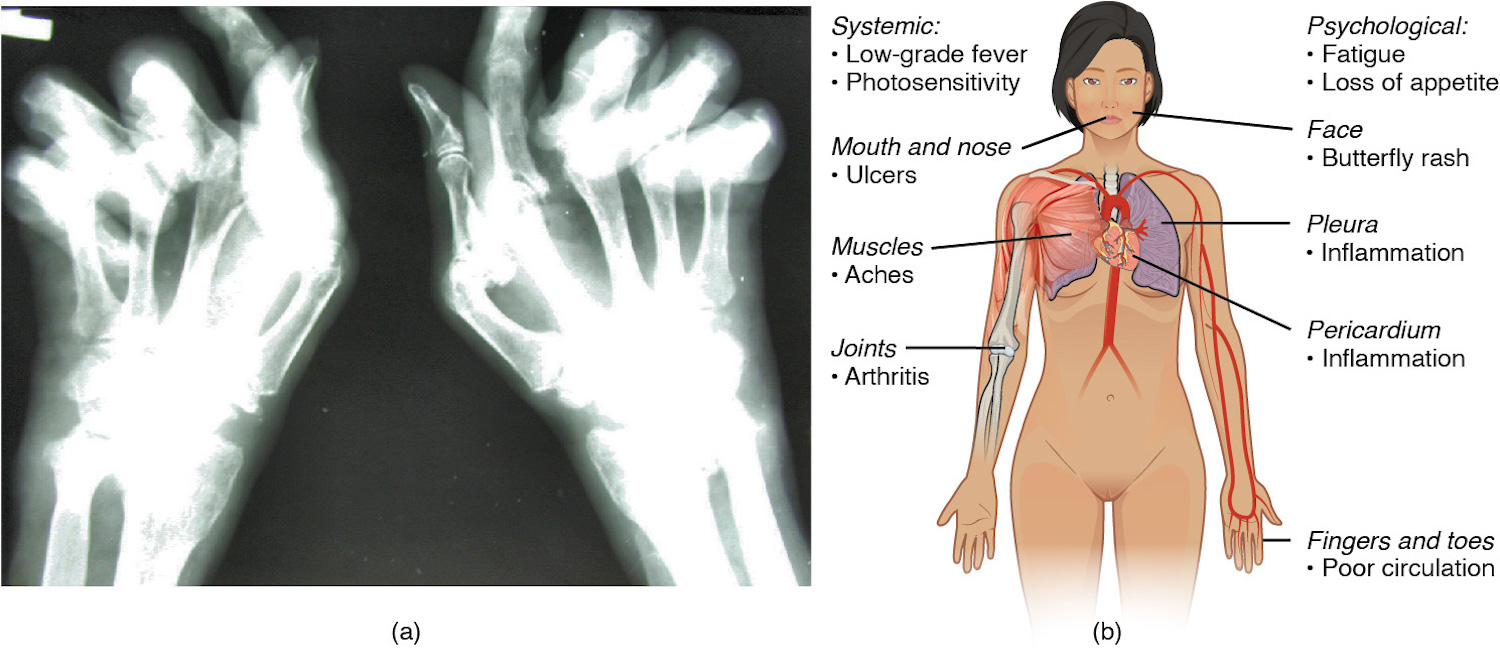 Systemic:
• Low-grade fever
• Photosensitivity
Mouth and nose
• Ulcers
Muscles
• Aches
Joints
• Arthritis
Psychological:
• Fatigue
• Loss of appetite
Face
• Butterfly rash
Pleura
• Inflammation
Pericardium
• Inflammation
Fingers and toes
• Poor circulation
(a)
(b)